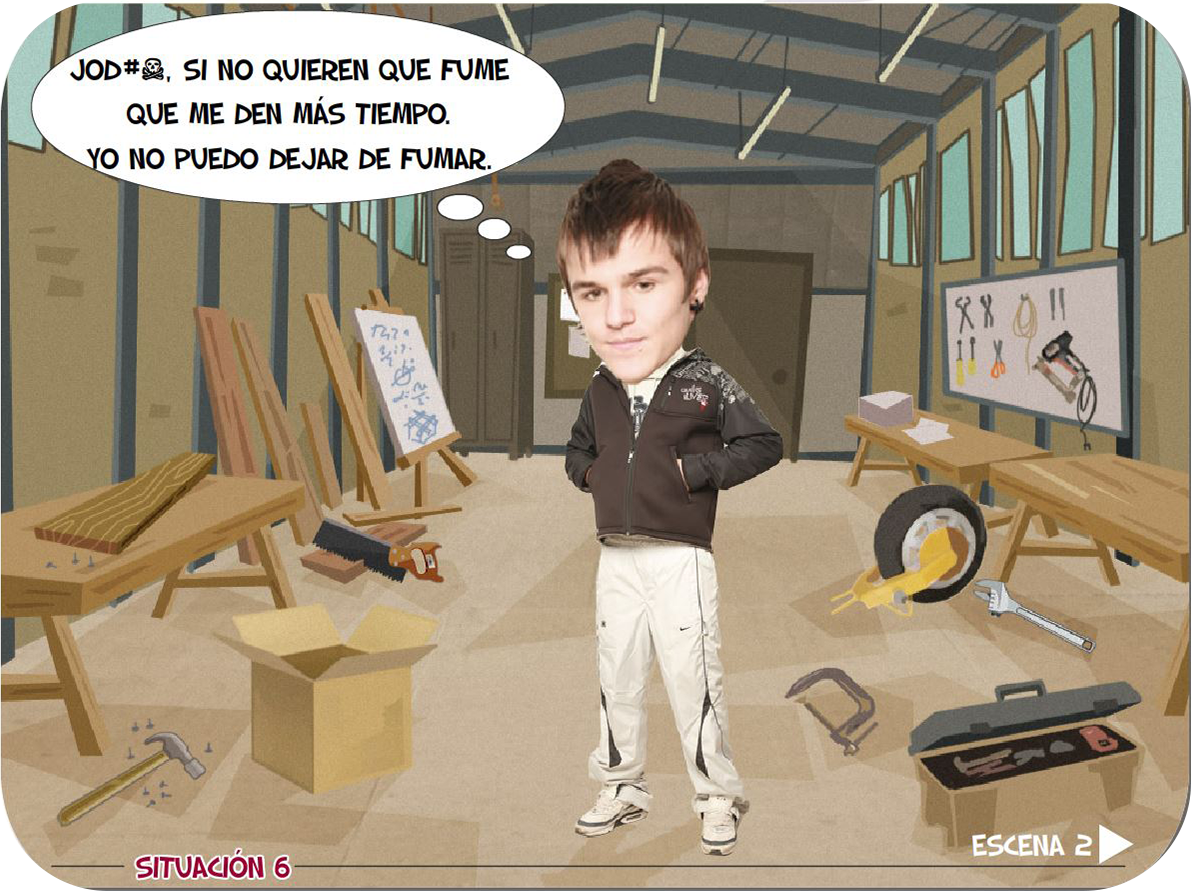 JOD#☠, SI NO QUIEREN QUE FUME
QUE ME DEN MÁS TIEMPO.
YO NO PUEDO DEJAR DE FUMAR.
ESCENA 2
SITUACIÓN 6